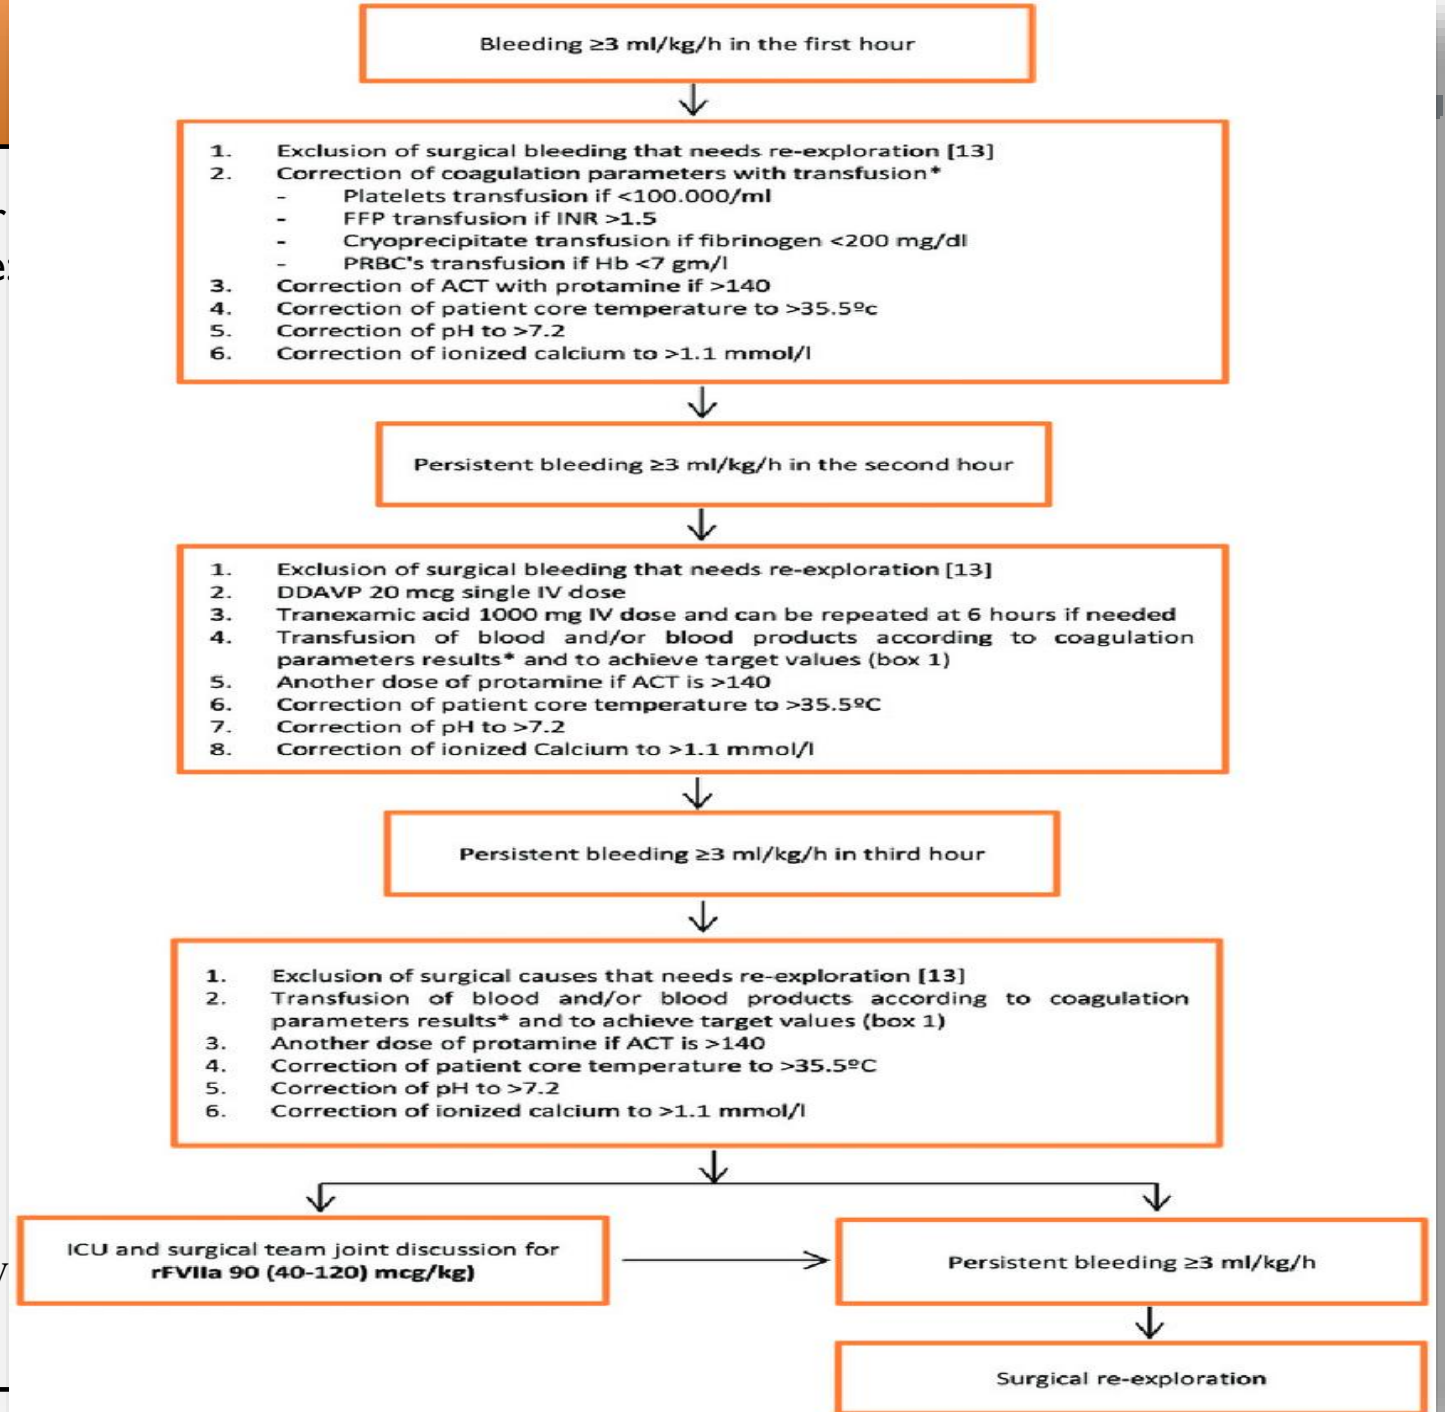 Bleeding ≥3 ml/kg/h in the first hour
1. Exclusion of surgical bleeding that needs re-exploration [13]
2. Correction of coagulation parameters with transfusion*
- Platelets transfusion if <100.000/ml
- FFP transfusion if INR >1.5
- Cryoprecipitate transfusion if fibrinogen <200 mg/dl
- PRBC's transfusion if Hb <7 gm/l
3. Correction of ACT with protamine if >140
4. Correction of patient core temperature to >35.5ºc
5. Correction of pH to >7.2
6. Correction of ionized calcium to >1.1 mmol/l
Persistent bleeding ≥3 ml/kg/h in the second hour
1. Exclusion of surgical bleeding that needs re-exploration [13]
2. DDAVP 20 mcg single IV dose
3. Tranexamic acid 1000 mg IV dose and can be repeated at 6 hours if needed
4. Transfusion of blood and/or blood products according to coagulation
parameters results* and to achieve target values (box 1)
5. Another dose of protamine if ACT is >140
6. Correction of patient core temperature to >35.5ºC
7. Correction of pH to >7.2
8. Correction of ionized Calcium to >1.1 mmol/l
Persistent bleeding ≥3 ml/kg/h in third hour
1. Exclusion of surgical causes that needs re-exploration [13]
2. Transfusion of blood and/or blood products according to coagulation
parameters results* and to achieve target values (box 1)
3. Another dose of protamine if ACT is >140
4. Correction of patient core temperature to >35.5ºC
5. Correction of pH to >7.2
6. Correction of ionized calcium to >1.1 mmol/l
ICU and surgical team joint discussion for
rFVIIa 90 (40-120) mcg/kg)
Persistent bleeding ≥3 ml/kg/h
Surgical re-exploration